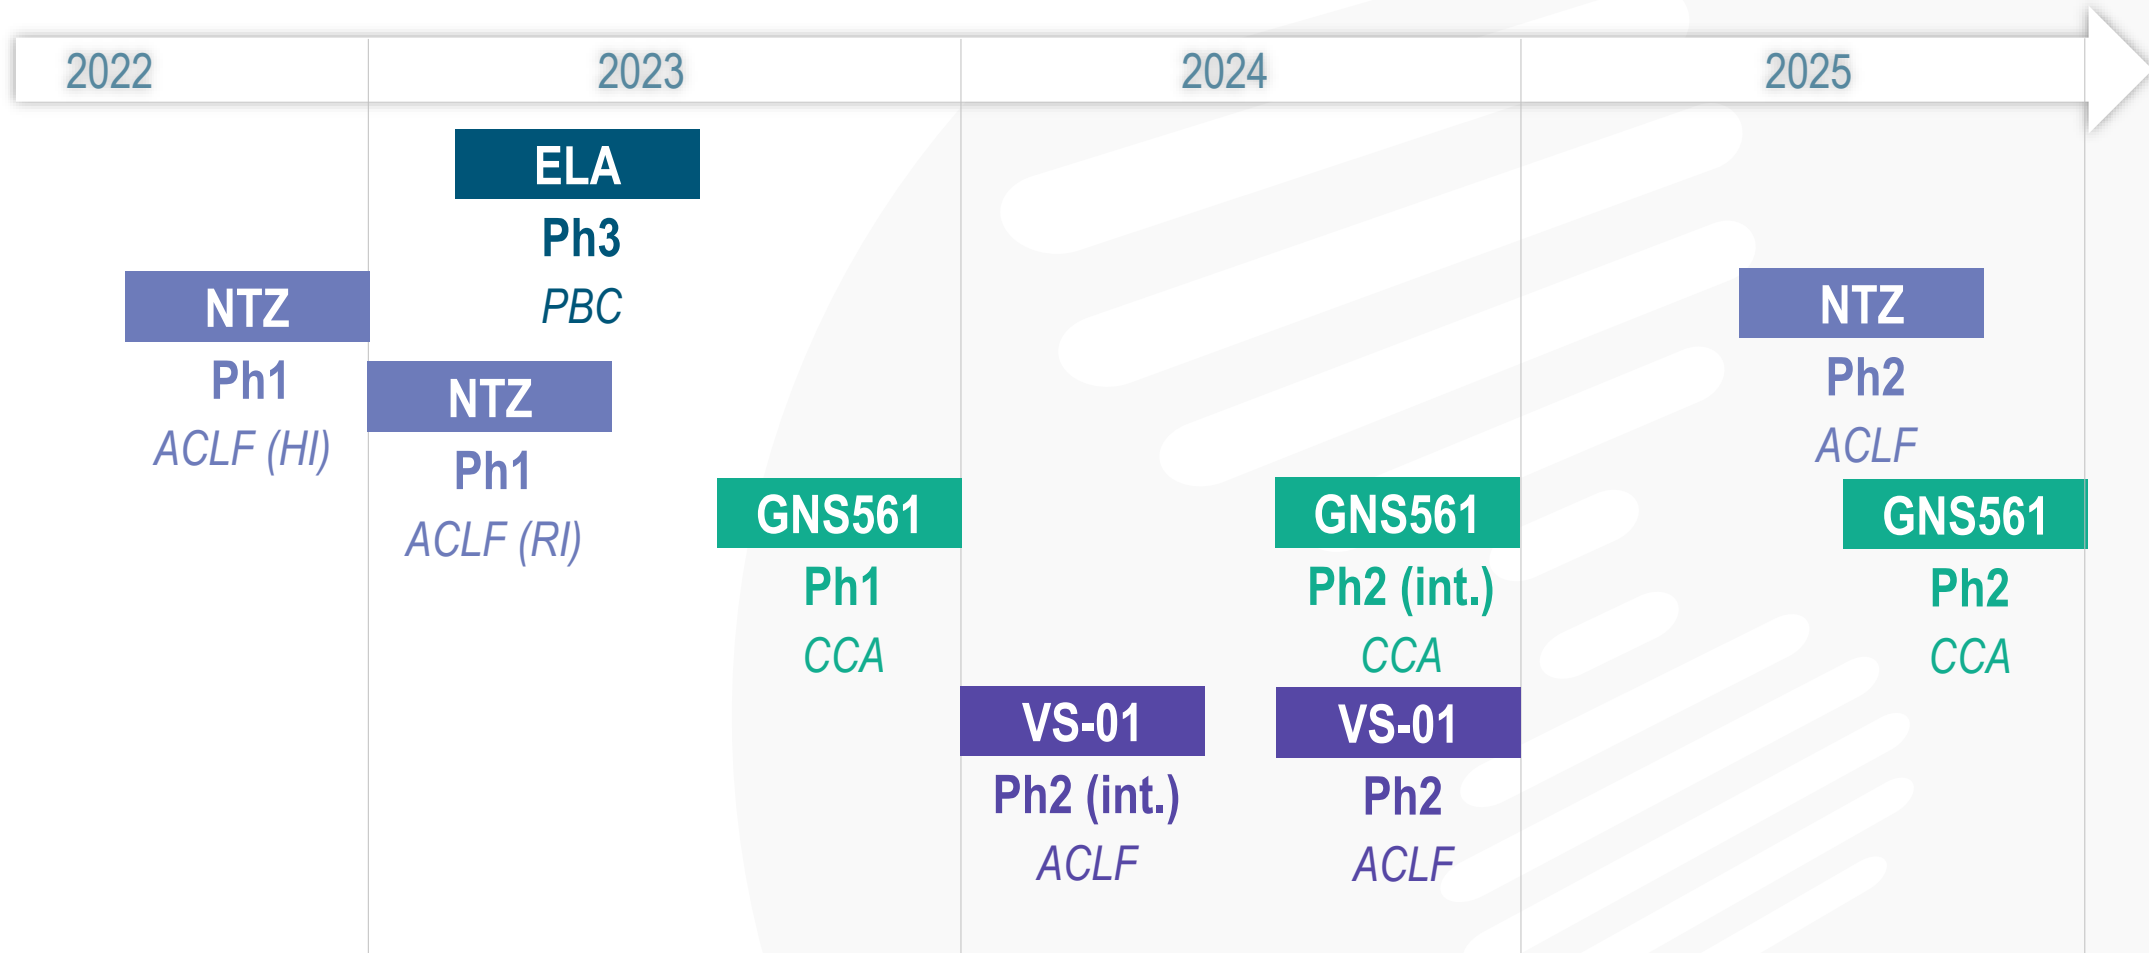 2022
2023
2024
2025
ELA
Ph3
PBC
NTZ
Ph1
ACLF (HI)
NTZ
Ph1
ACLF (RI)
GNS561
Ph1
CCA
VS-01
Ph2 (int.)
ACLF
GNS561
Ph2 (int.)
CCA
VS-01
Ph2
ACLF
NTZ
Ph2
ACLF
GNS561
Ph2
CCA